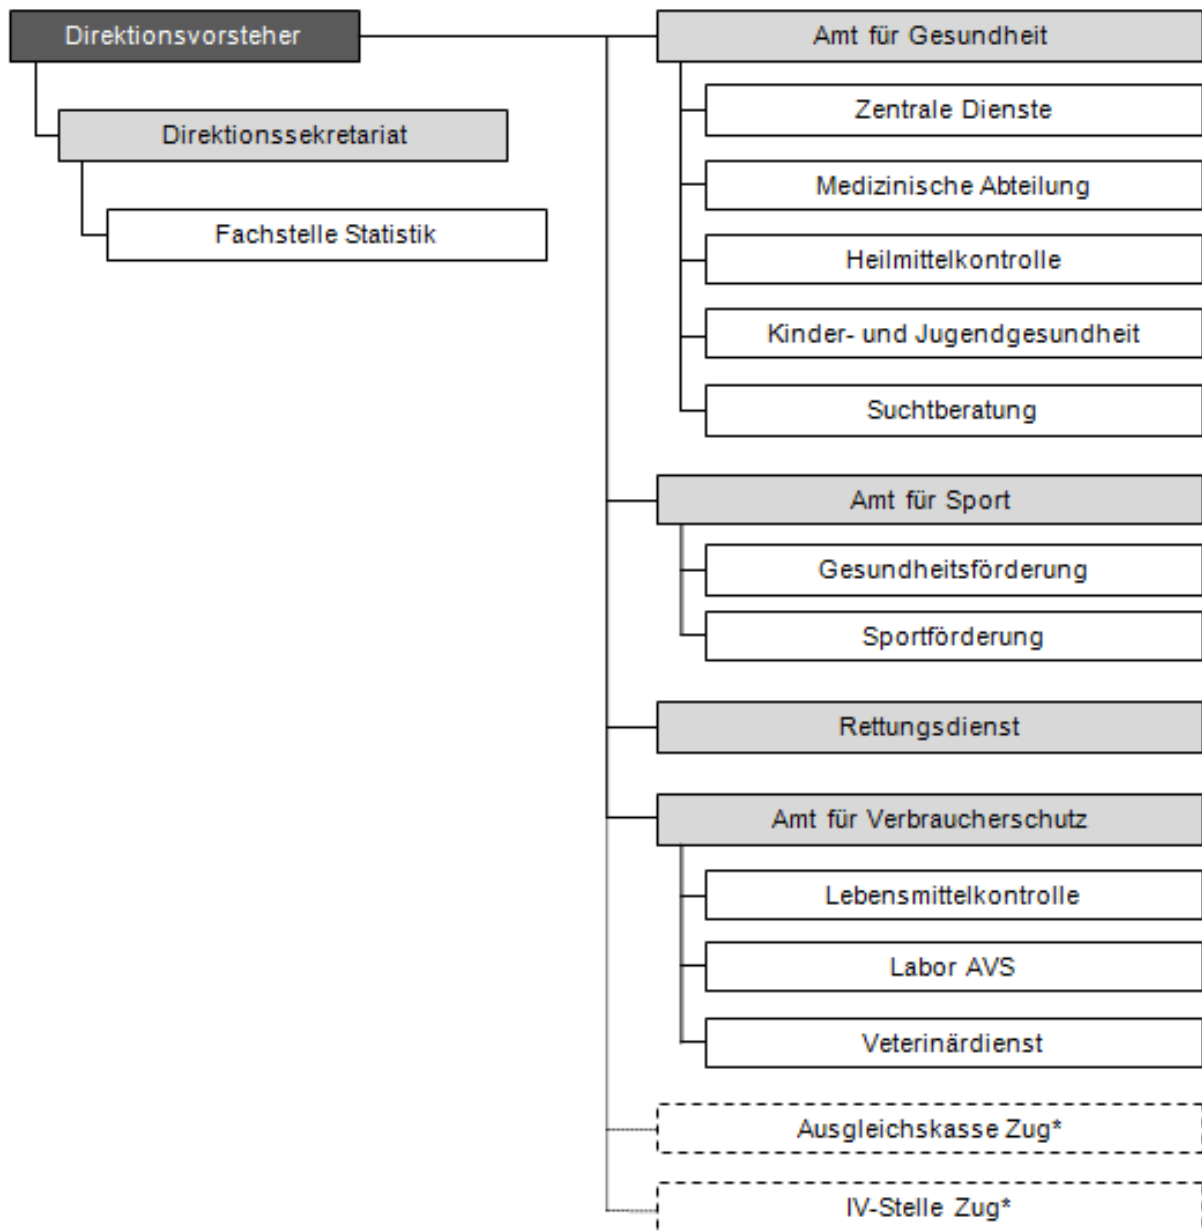 Direktionsvorsteher
Direktionssekretariat
Fachstelle Statistik
Amt für Gesundheit
Zentrale Dienste
Medizinische Abteilung
Heilmittelkontrolle
Kinder- und Jugendgesundheit
Suchtberatung
Amt für Sport
Gesundheitsförderung
Sportförderung
Rettungsdienst
Amt für Verbraucherschutz
Lebensmittelkontrolle
Labor AVS
Veterinärdienst
Ausgleichskasse Zug*
IV-Stelle Zug*